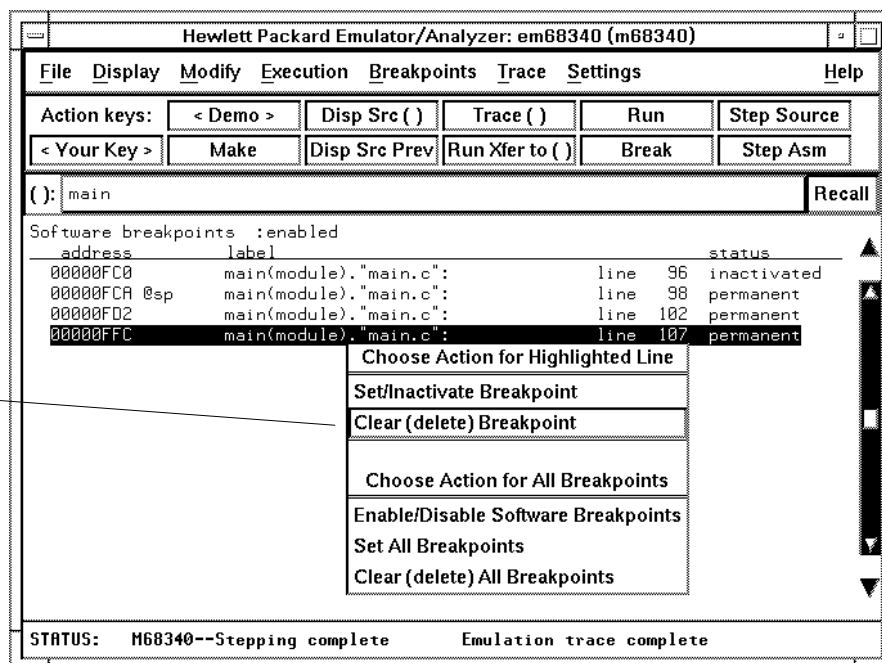 Hewlett Packard Emulator/Analyzer: em68340 (m68340)
File Display Modify Execution Breakpoints Trace Settings Help
Action keys: < Demo > Disp Src ( ) Trace ( ) Run Step Source
< Your Key > Make Disp Src Prev Run Xfer to ( ) Break Step Asm
( ): main Recall
Software breakpoints :enabled
address label status
00000FC0 main(module)."main.c": line 96 inactivated
00000FCA @sp main(module)."main.c": line 98 permanent
00000FD2 main(module)."main.c": line 102 permanent
00000FFC main(module)."main.c": line 107 permanent
Choose Action for Highlighted Line
Set/Inactivate Breakpoint
Clear (delete) Breakpoint
Choose Action for All Breakpoints
Enable/Disable Software Breakpoints
Set All Breakpoints
Clear (delete) All Breakpoints
STATUS: M68340--Stepping complete Emulation trace complete